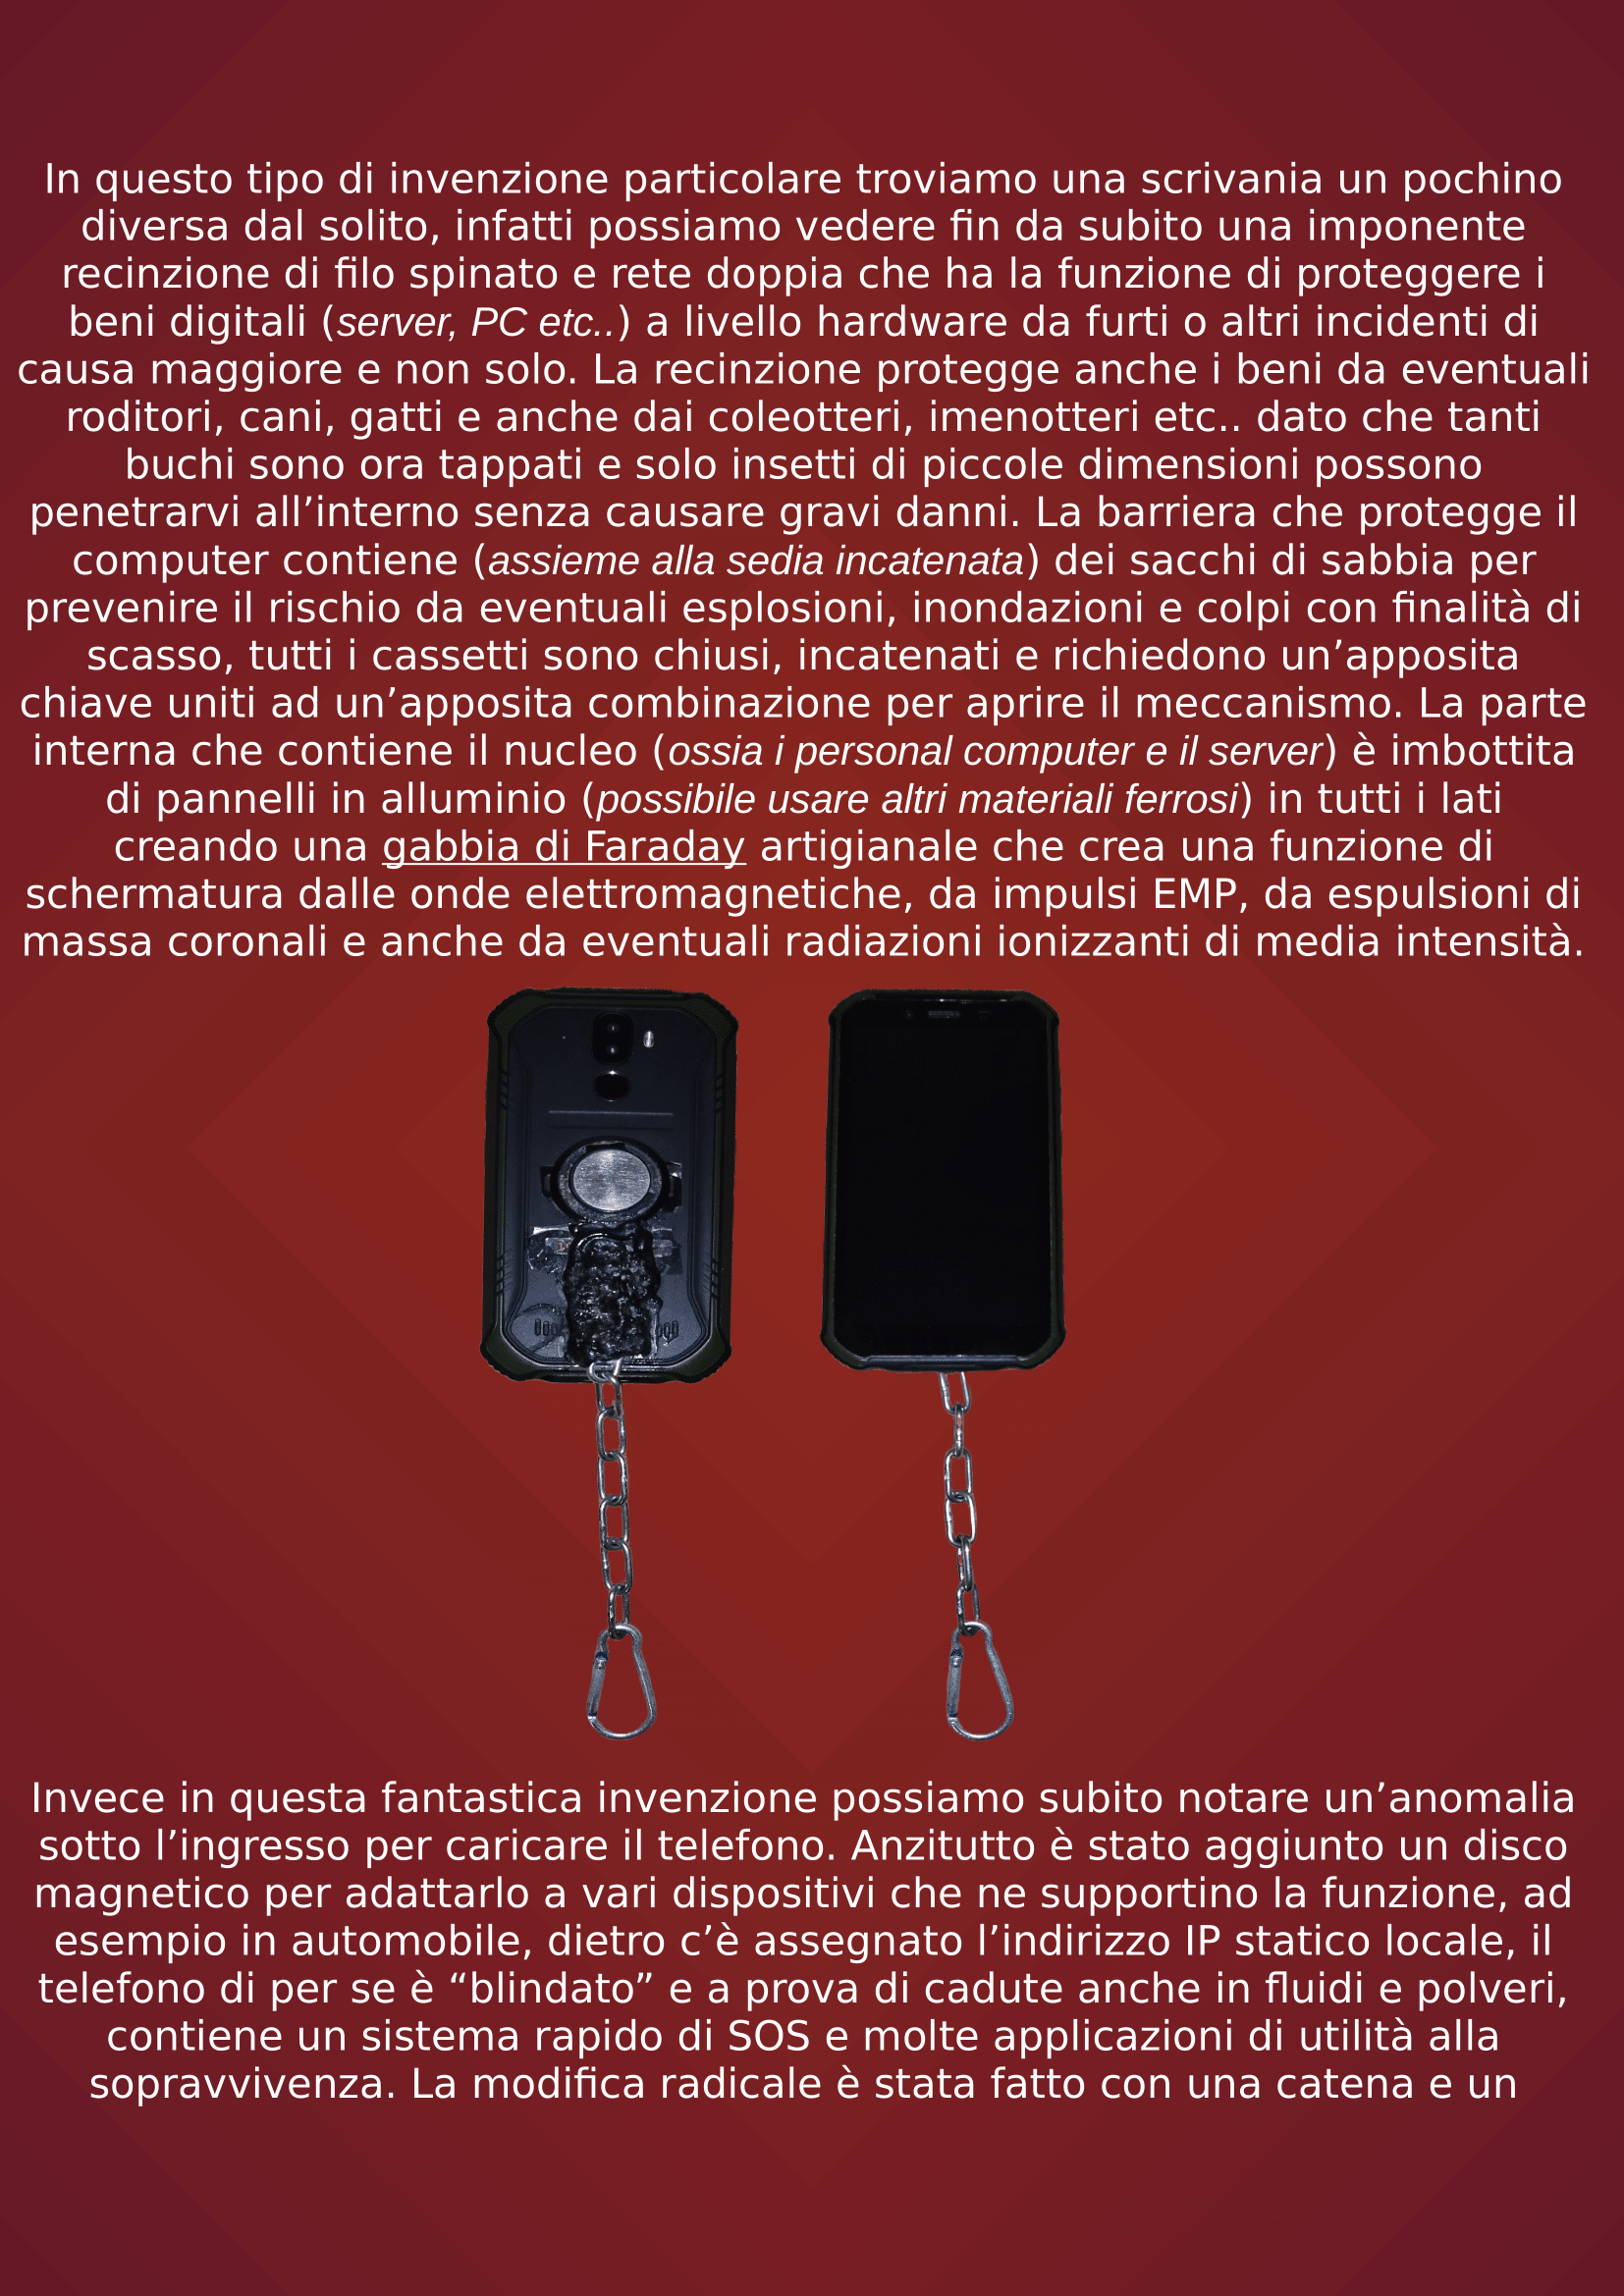 In questo tipo di invenzione particolare troviamo una scrivania un pochino
diversa dal solito, infatti possiamo vedere fin da subito una imponente
recinzione di filo spinato e rete doppia che ha la funzione di proteggere i
beni digitali (server, PC etc..) a livello hardware da furti o altri incidenti di
causa maggiore e non solo. La recinzione protegge anche i beni da eventuali
roditori, cani, gatti e anche dai coleotteri, imenotteri etc.. dato che tanti
buchi sono ora tappati e solo insetti di piccole dimensioni possono
penetrarvi all’interno senza causare gravi danni. La barriera che protegge il
computer contiene (assieme alla sedia incatenata) dei sacchi di sabbia per
prevenire il rischio da eventuali esplosioni, inondazioni e colpi con finalità di
scasso, tutti i cassetti sono chiusi, incatenati e richiedono un’apposita
chiave uniti ad un’apposita combinazione per aprire il meccanismo. La parte
interna che contiene il nucleo (ossia i personal computer e il server) è imbottita
di pannelli in alluminio (possibile usare altri materiali ferrosi) in tutti i lati
creando una gabbia di Faraday artigianale che crea una funzione di
schermatura dalle onde elettromagnetiche, da impulsi EMP, da espulsioni di
massa coronali e anche da eventuali radiazioni ionizzanti di media intensità.
Invece in questa fantastica invenzione possiamo subito notare un’anomalia
sotto l’ingresso per caricare il telefono. Anzitutto è stato aggiunto un disco
magnetico per adattarlo a vari dispositivi che ne supportino la funzione, ad
esempio in automobile, dietro c’è assegnato l’indirizzo IP statico locale, il
telefono di per se è “blindato” e a prova di cadute anche in fluidi e polveri,
contiene un sistema rapido di SOS e molte applicazioni di utilità alla
sopravvivenza. La modifica radicale è stata fatto con una catena e un